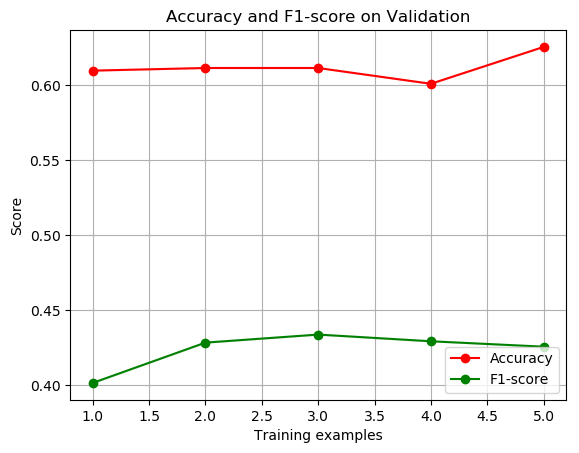 Accuracy and F1-score on Validation
0.60
0.55
0.50
0.45
0.40
Score
1.0 1.5 2.0 2.5 3.0 3.5 4.0 4.5 5.0
Training examples
Accuracy
F1-score